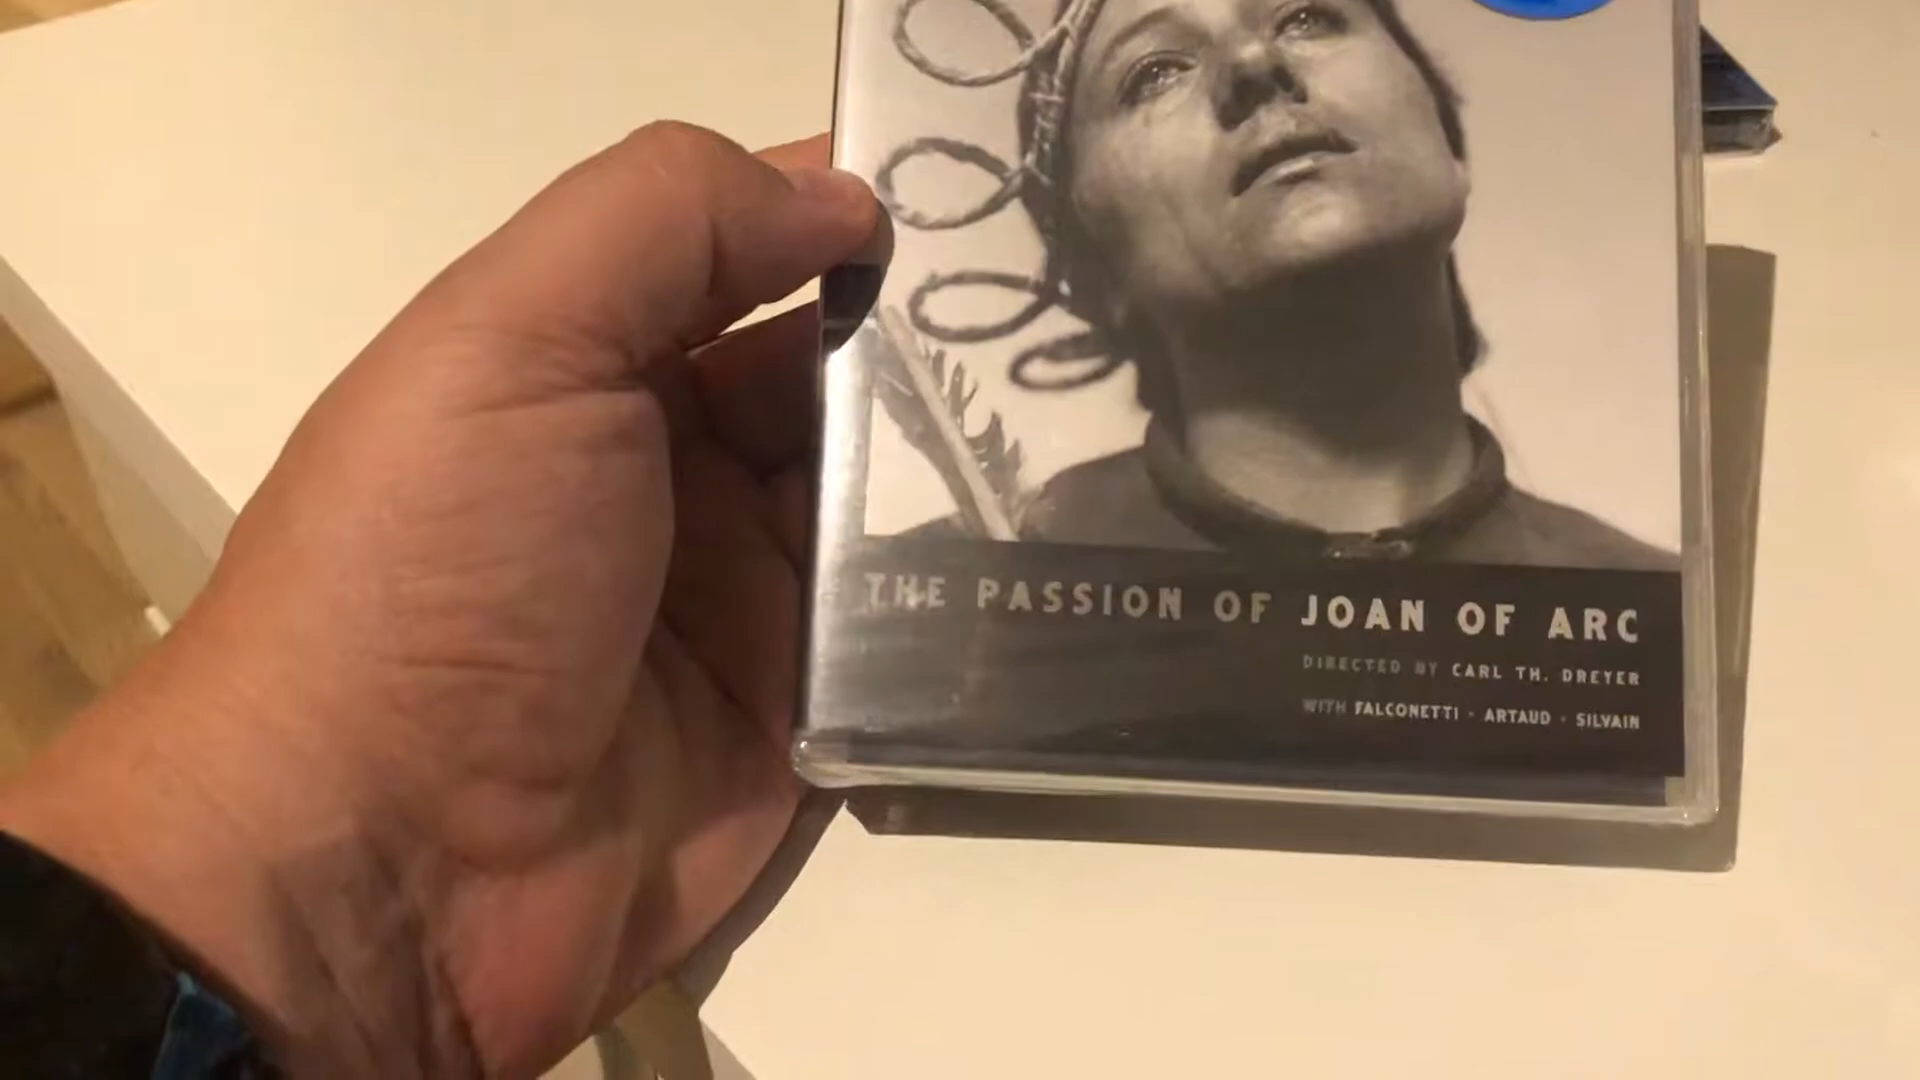 THE PASSION OF JOAN OF ARC
DIRECTED BY CARL TH. DREYER
WITH FALCONETTI · ARTAUD · SILVAIN